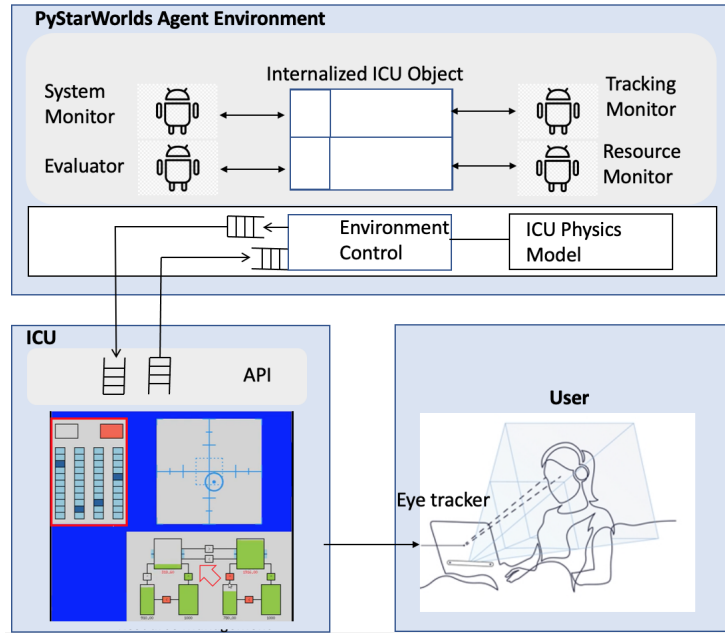 PyStarWorlds Agent Environment
Internalized ICU Object
System
Monitor
Tracking
Monitor
Evaluator
Resource
Monitor
Environment
Control
ICU Physics
Model
ICU
API
User
Eye tracker